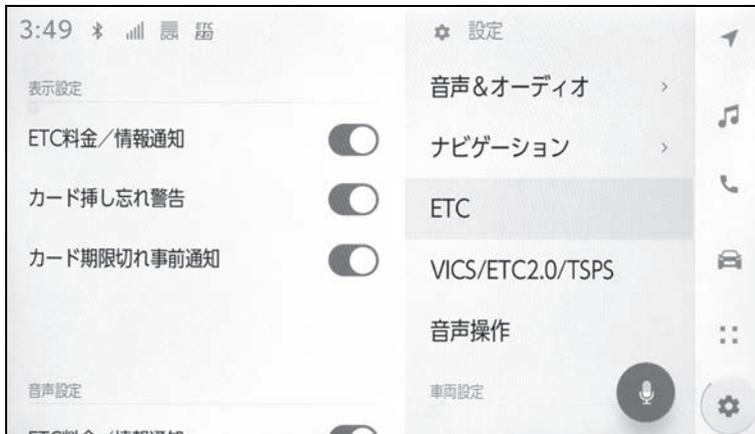 3:49
ETC 2.0
表示設定
ETC料金／情報通知
カード挿し忘れ警告
カード期限切れ事前通知
音声設定
設定
音声＆オーディオ
ナビゲーション
ETC
VICS/ETC2.0/TSPS
音声操作
車両設定